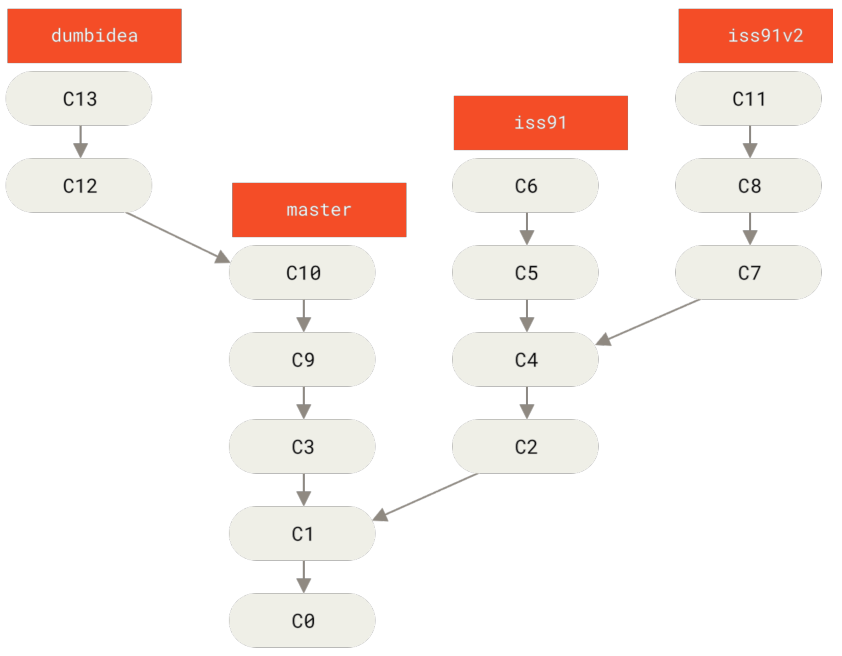 dumbidea
iss91v2
C13
C11
iss91
C12
C6
C8
master
C10
C5
C7
C9
C4
C3
C2
C1
C0